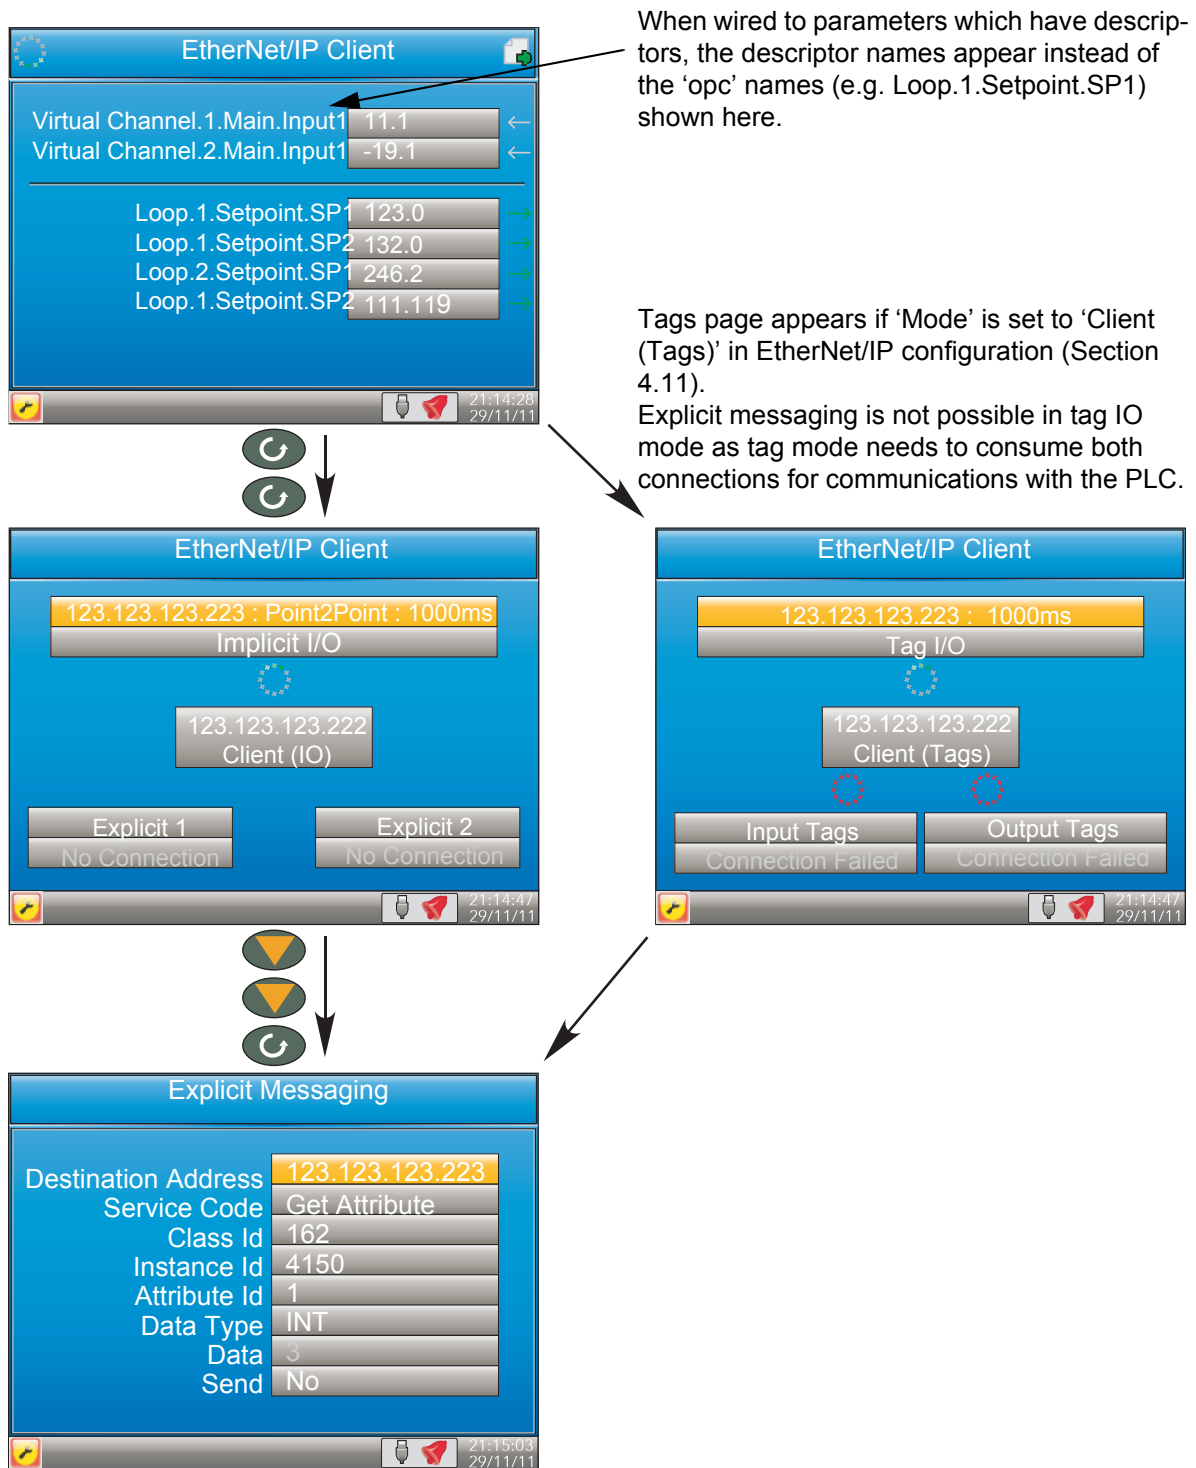 When wired to parameters which have descrip-
tors, the descriptor names appear instead of
the ‘opc’ names (e.g. Loop.1.Setpoint.SP1)
shown here.
EtherNet/IP Client
Virtual Channel.1.Main.Input1 11.1
Virtual Channel.2.Main.Input1 -19.1
Loop.1.Setpoint.SP1 123.0
Loop.1.Setpoint.SP2 132.0
Loop.2.Setpoint.SP1 246.2
Loop.1.Setpoint.SP2 111.119
21:14:28
29/11/11
Tags page appears if ‘Mode’ is set to ‘Client
(Tags)’ in EtherNet/IP configuration (Section
4.11).
Explicit messaging is not possible in tag IO
mode as tag mode needs to consume both
connections for communications with the PLC.
EtherNet/IP Client
123.123.123.223 : Point2Point : 1000ms
Implicit I/O
123.123.123.222
Client (IO)
Explicit 1
No Connection
Explicit 2
No Connection
21:14:47
29/11/11
EtherNet/IP Client
123.123.123.223 : 1000ms
Tag I/O
123.123.123.222
Client (Tags)
Input Tags
Connection Failed
Output Tags
Connection Failed
21:14:47
29/11/11
Explicit Messaging
Destination Address 123.123.123.223
Service Code Get Attribute
Class Id 162
Instance Id 4150
Attribute Id 1
Data Type INT
Data 3
Send No
21:15:03
29/11/11